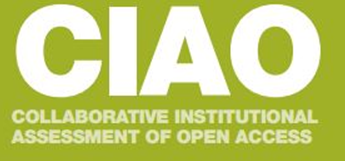 CIAO
COLLABORATIVE INSTITUTIONAL
ASSESSMENT OF OPEN ACCESS